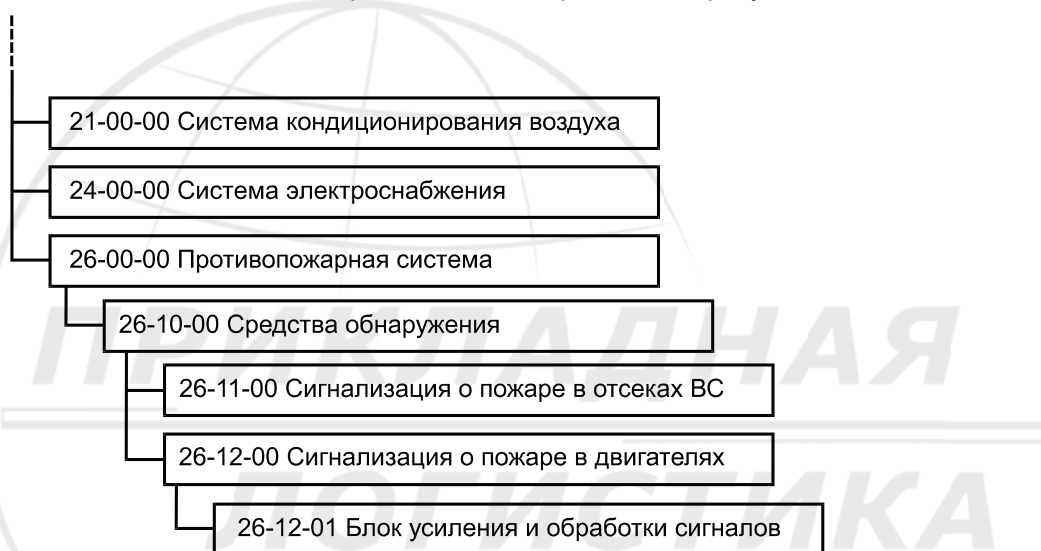 21-00-00 Система кондиционирования воздуха
24-00-00 Система электроснабжения
26-00-00 Противопожарная система
26-10-00 Средства обнаружения
ПРИКЛАДНАЯ
26-11-00 Сигнализация о пожаре в отсеках ВС
26-12-00 Сигнализация о пожаре в двигателях
ЛОГИСТИКА
26-12-01 Блок усиления и обработки сигналов